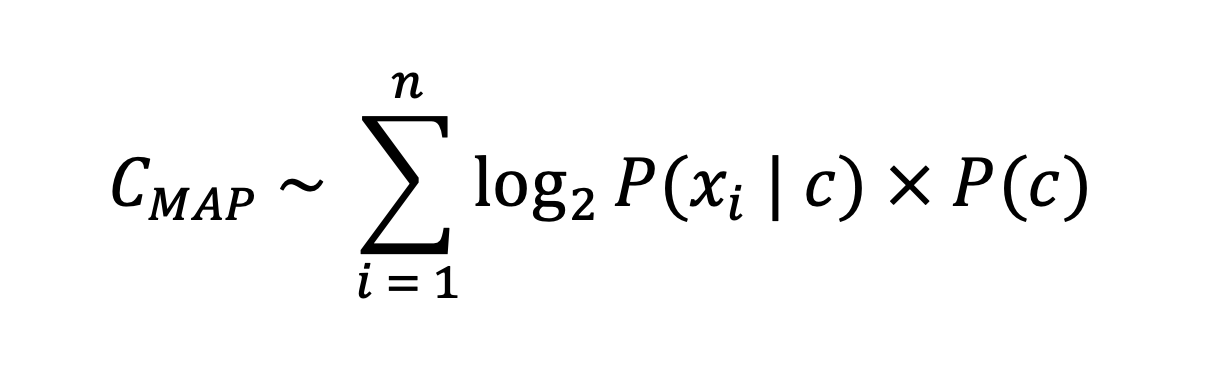 C_MAP ~ ∑_{i = 1}^{n} log₂ P(x_i | c) × P(c)